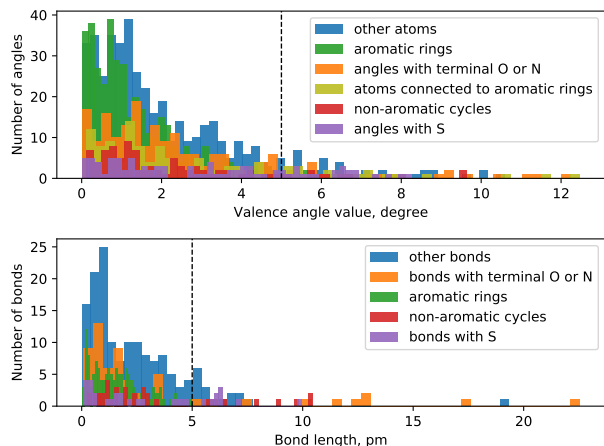 40
30
20
10
0
Number of angles
other atoms
aromatic rings
angles with terminal O or N
atoms connected to aromatic rings
non-aromatic cycles
angles with S
0 2 4 6 8 10 12
Valence angle value, degree
25
20
15
10
5
0
Number of bonds
other bonds
bonds with terminal O or N
aromatic rings
non-aromatic cycles
bonds with S
0 5 10 15 20
Bond length, pm